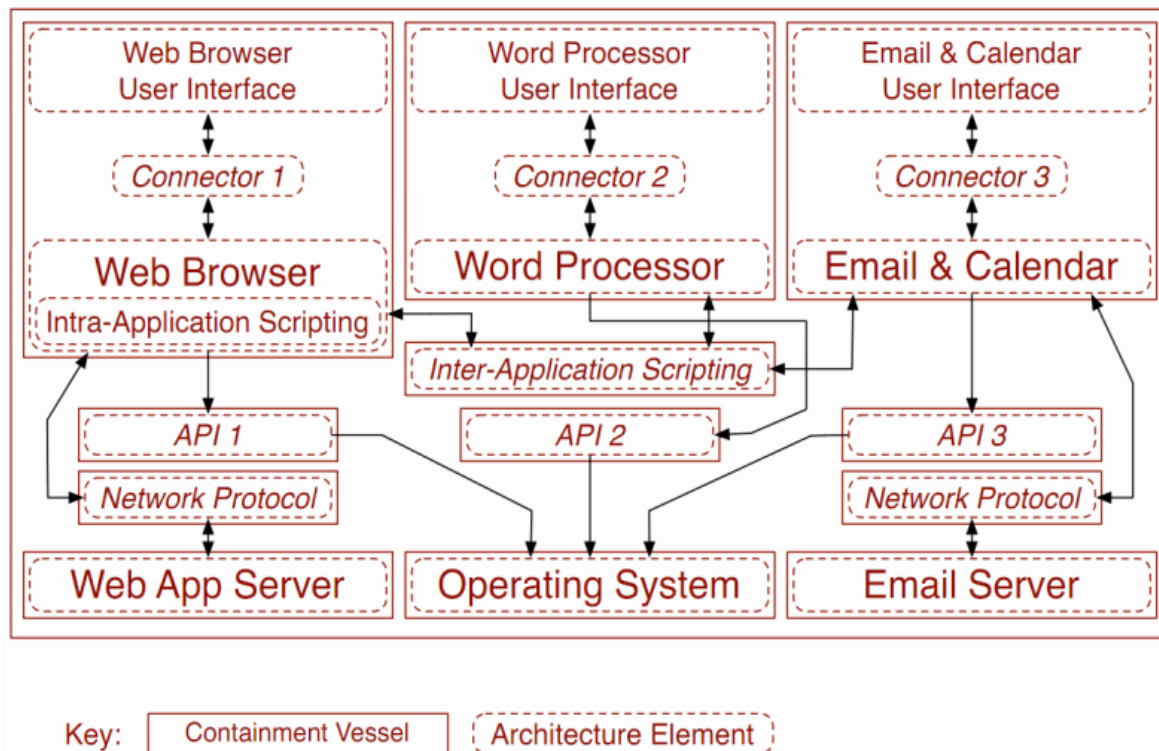 Web Browser
User Interface
Word Processor
User Interface
Email & Calendar
User Interface
Connector 1
Connector 2
Connector 3
Web Browser
Word Processor
Email & Calendar
Intra-Application Scripting
Inter-Application Scripting
API 1
API 2
API 3
Network Protocol
Network Protocol
Web App Server
Operating System
Email Server
Key:
Containment Vessel
Architecture Element